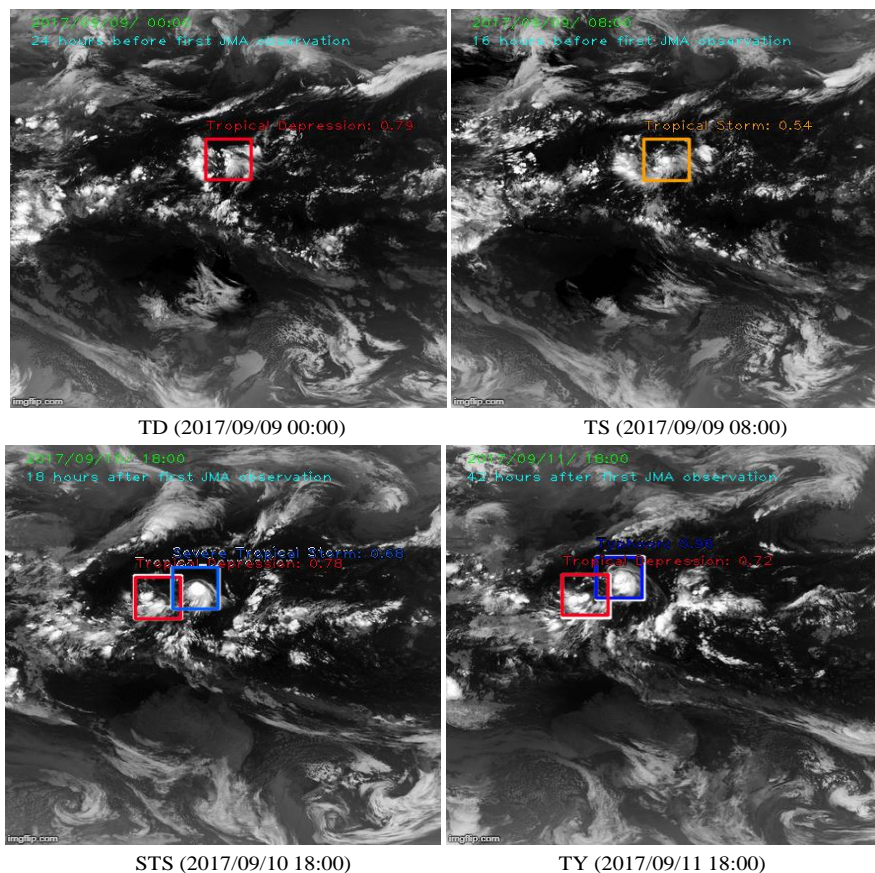 2017/09/09/ 00:00
24 hours before first JMA observation
Tropical Depression: 0.79
imgflip.com
TD (2017/09/09 00:00)
2017/09/09/ 08:00
16 hours before first JMA observation
Tropical Storm: 0.54
imgflip.com
TS (2017/09/09 08:00)
2017/09/10/ 18:00
18 hours after first JMA observation
Severe Tropical Storm: 0.68
Tropical Depression: 0.78
imgflip.com
STS (2017/09/10 18:00)
2017/09/11/ 18:00
42 hours after first JMA observation
Typhoon:
Tropical Depression: 0.72
imgflip.com
TY (2017/09/11 18:00)